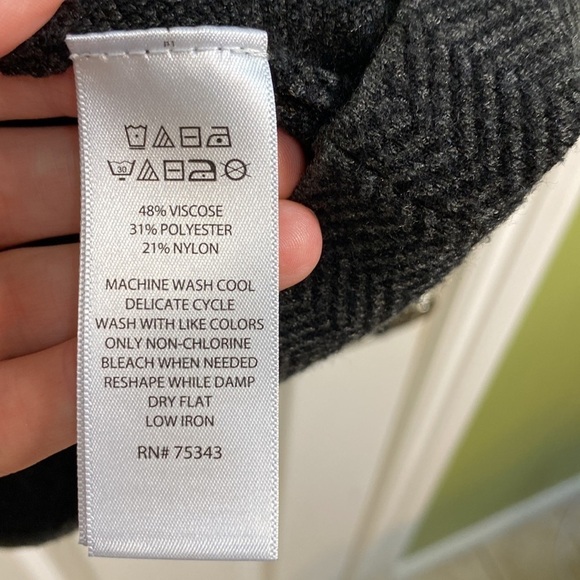 30
48% VISCOSE
31% POLYESTER
21% NYLON
MACHINE WASH COOL
DELICATE CYCLE
WASH WITH LIKE COLORS
ONLY NON-CHLORINE
BLEACH WHEN NEEDED
RESHAPE WHILE DAMP
DRY FLAT
LOW IRON
RN# 75343